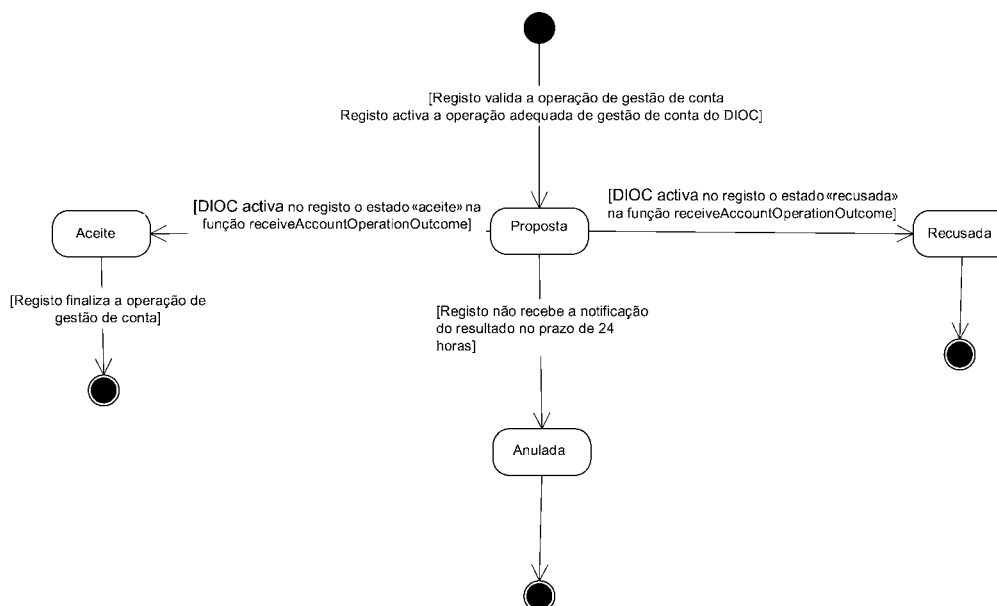 [Registo valida a operação de gestão de conta
Registo activa a operação adequada de gestão de conta do DIOC]
[DIOC activa no registo o estado «aceite» na
função receiveAccountOperationOutcome]
[DIOC activa no registo o estado «recusada»
na função receiveAccountOperationOutcome]
Aceite
Proposta
Recusada
[Registo finaliza a operação de
gestão de conta]
[Registo não recebe a notificação
do resultado no prazo de 24
horas]
Anulada